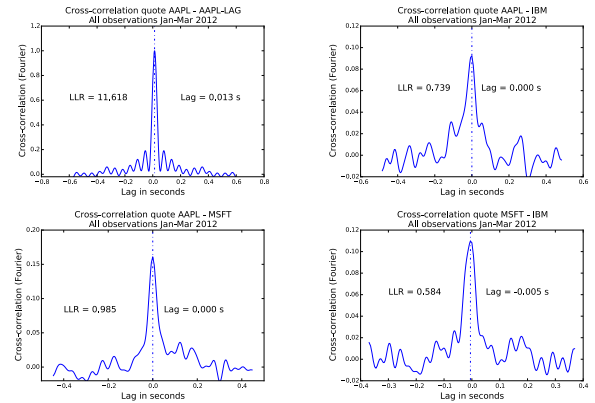 Cross-correlation quote AAPL - AAPL-LAG
All observations Jan-Mar 2012
Cross-correlation (Fourier)
1.2
1.0
0.8
0.6
0.4
0.2
0.0
LLR = 11,618
Lag = 0,013 s
−0.8
−0.6
−0.4
−0.2
0.0
0.2
0.4
0.6
0.8
Lag in seconds
Cross-correlation quote AAPL - IBM
All observations Jan-Mar 2012
Cross-correlation (Fourier)
0.12
0.10
0.08
0.06
0.04
0.02
0.00
−0.02
LLR = 0.739
Lag = 0.000 s
−0.6
−0.4
−0.2
0.0
0.2
0.4
0.6
Lag in seconds
Cross-correlation quote AAPL - MSFT
All observations Jan-Mar 2012
Cross-correlation (Fourier)
0.20
0.15
0.10
0.05
0.00
LLR = 0,985
Lag = 0,000 s
−0.4
−0.2
0.0
0.2
0.4
Lag in seconds
Cross-correlation quote MSFT - IBM
All observations Jan-Mar 2012
Cross-correlation (Fourier)
0.12
0.10
0.08
0.06
0.04
0.02
0.00
−0.02
LLR = 0.584
Lag = -0.005 s
−0.4
−0.3
−0.2
−0.1
0.0
0.1
0.2
0.3
0.4
Lag in seconds